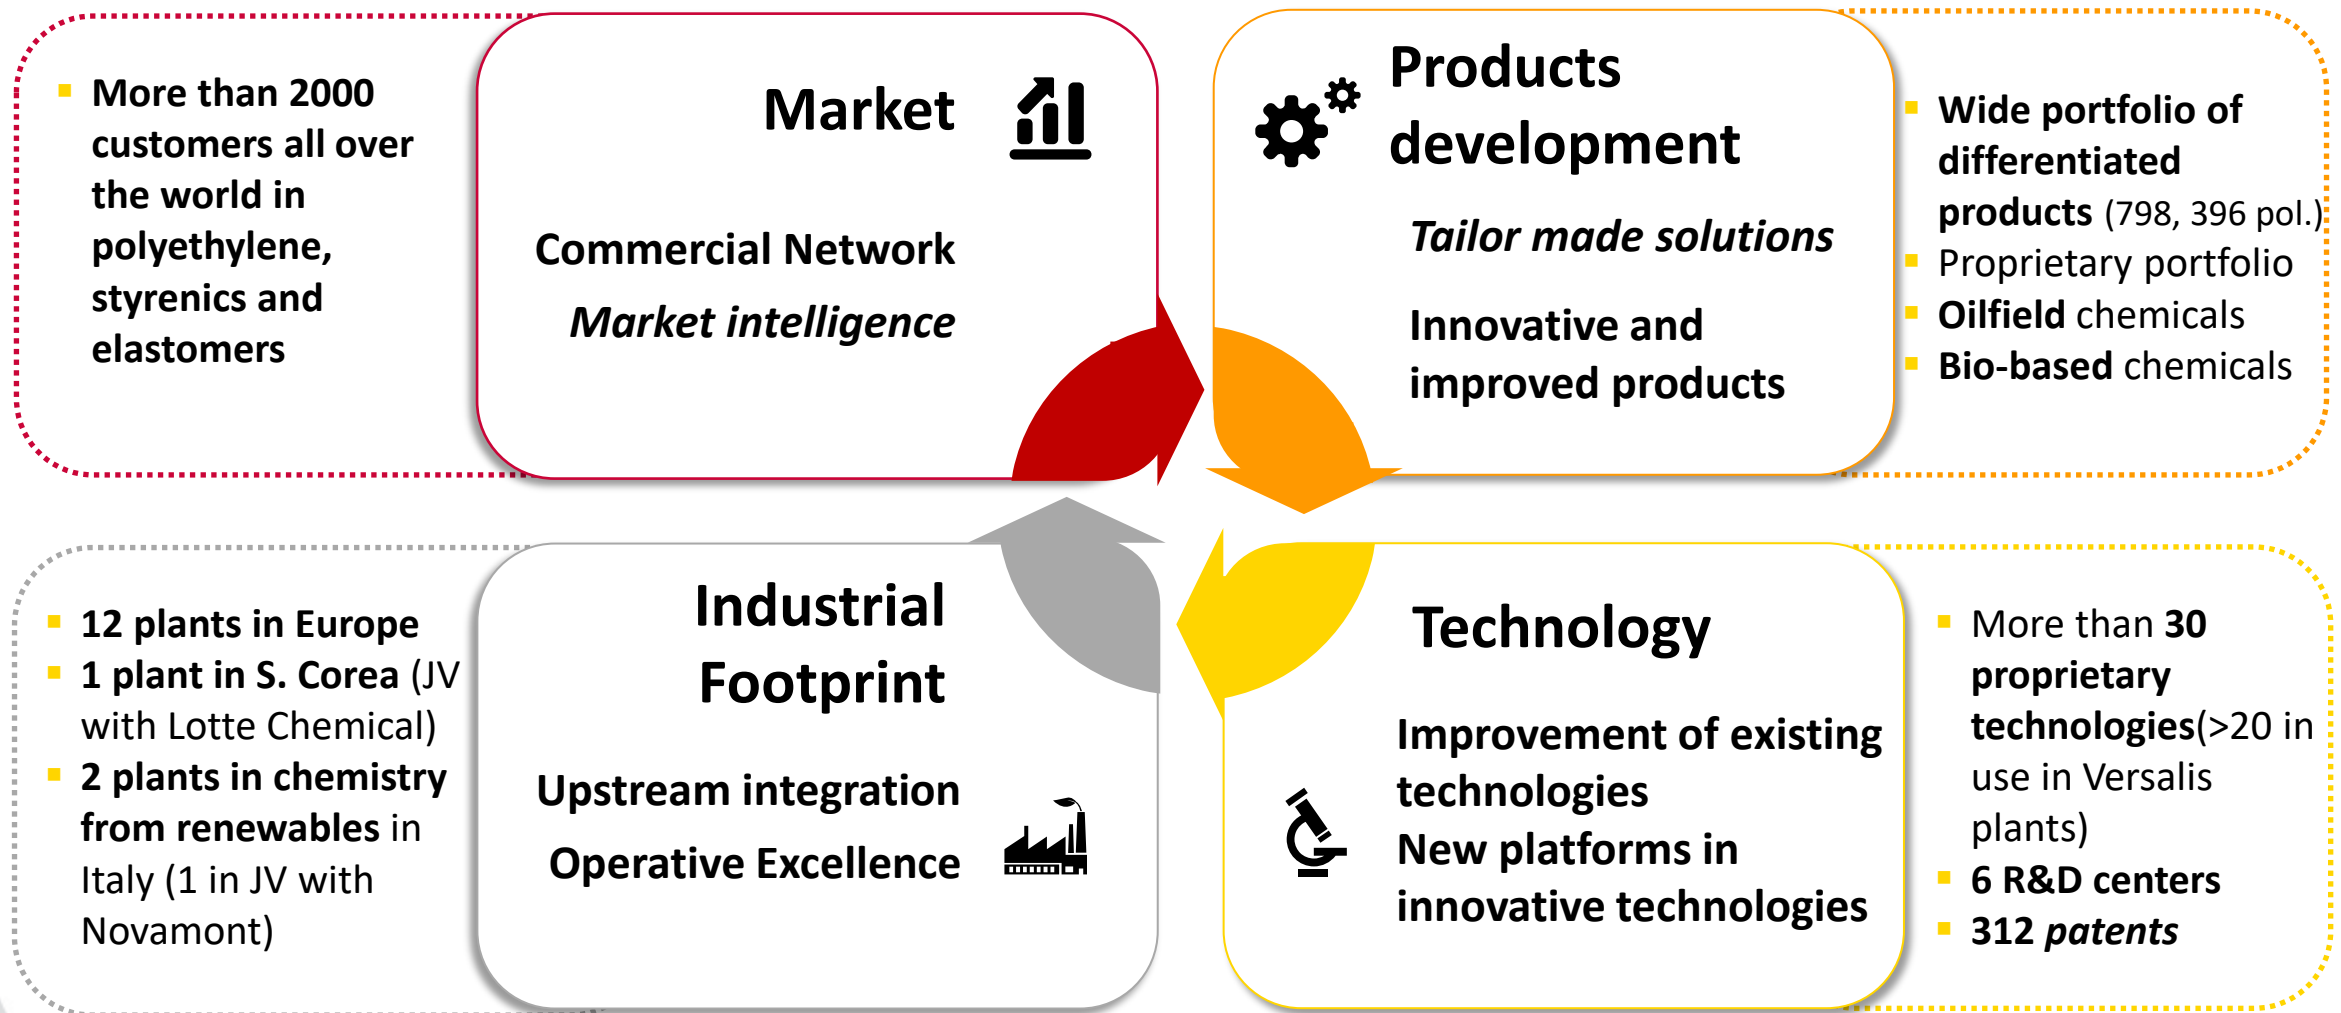 More than 2000
customers all over
the world in
polyethylene,
styrenics and
elastomers
Market
Commercial Network
Market intelligence
Products
development
Tailor made solutions
Innovative and
improved products
Wide portfolio of
differentiated
products (798, 396 pol.)
Proprietary portfolio
Oilfield chemicals
Bio-based chemicals
12 plants in Europe
1 plant in S. Corea (JV
with Lotte Chemical)
2 plants in chemistry
from renewables in
Italy (1 in JV with
Novamont)
Industrial
Footprint
Upstream integration
Operative Excellence
Technology
Improvement of existing
technologies
New platforms in
innovative technologies
More than 30
proprietary
technologies(>20 in
use in Versalis
plants)
6 R&D centers
312 patents